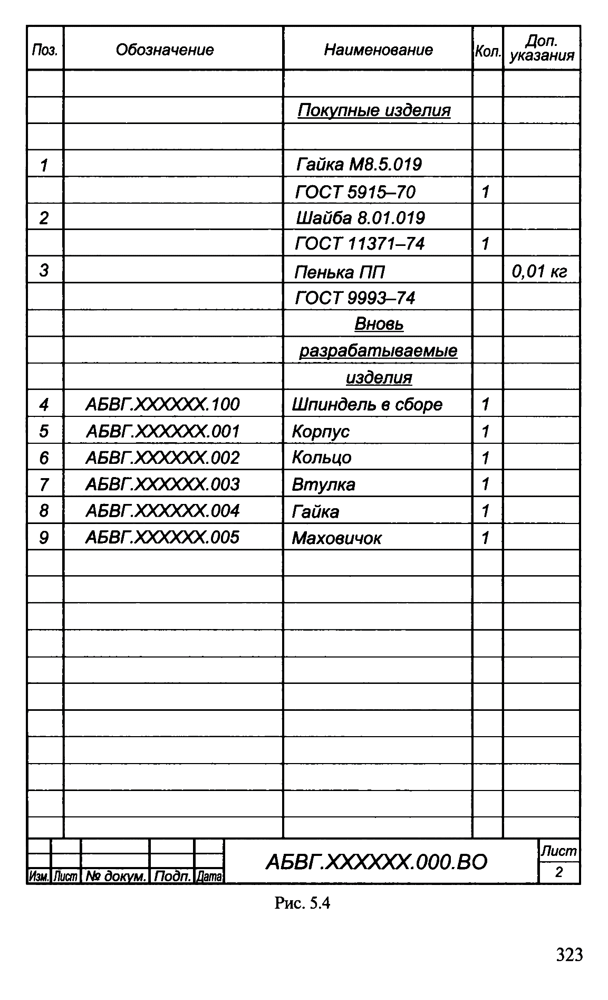 Поз. Обозначение Наименование Кол. Доп. указания
Покупные изделия
1 Гайка М8.5.019
ГОСТ 5915–70 1
2 Шайба 8.01.019
ГОСТ 11371–74 1
3 Пенька ПП 0,01 кг
ГОСТ 9993–74
Вновь
разрабатываемые
изделия
4 АБВГ.XXXXXX.100 Шпиндель в сборе 1
5 АБВГ.XXXXXX.001 Корпус 1
6 АБВГ.XXXXXX.002 Кольцо 1
7 АБВГ.XXXXXX.003 Втулка 1
8 АБВГ.XXXXXX.004 Гайка 1
9 АБВГ.XXXXXX.005 Маховичок 1
Изм. Лист № докум. Подп. Дата
АБВГ.XXXXXX.000.ВО
Лист
2
Рис. 5.4
323